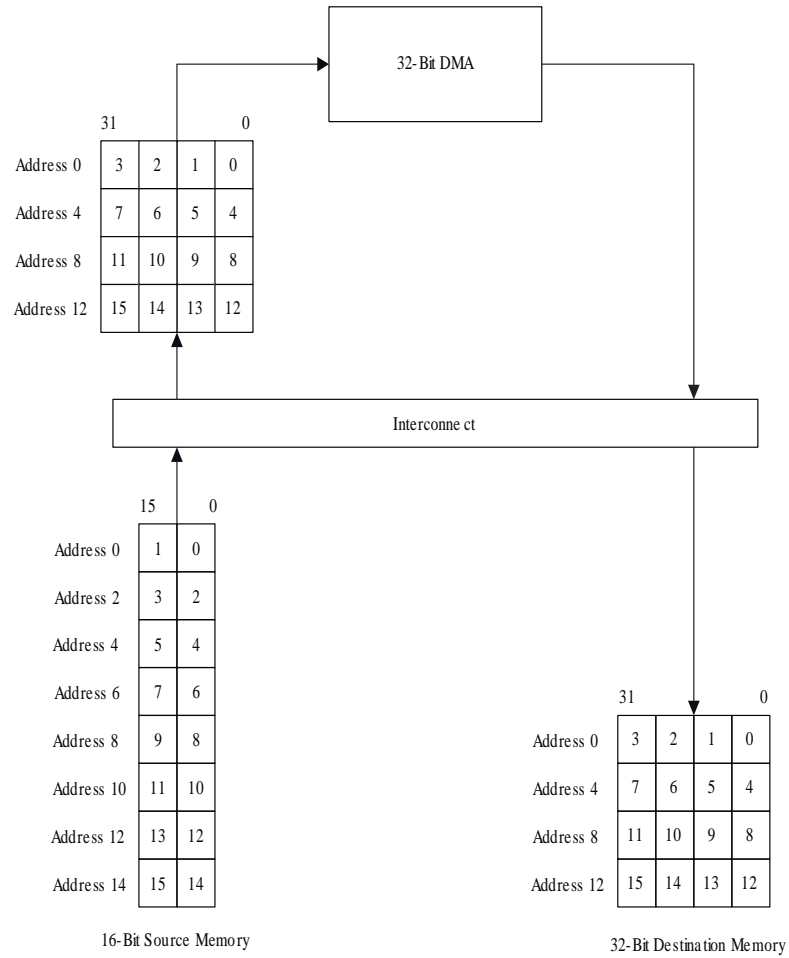 32-Bit DMA
31 0
Address 0 3 2 1 0
Address 4 7 6 5 4
Address 8 11 10 9 8
Address 12 15 14 13 12
Interconnect
15 0
Address 0 1 0
Address 2 3 2
Address 4 5 4
Address 6 7 6
Address 8 9 8
Address 10 11 10
Address 12 13 12
Address 14 15 14
16-Bit Source Memory
31 0
Address 0 3 2 1 0
Address 4 7 6 5 4
Address 8 11 10 9 8
Address 12 15 14 13 12
32-Bit Destination Memory